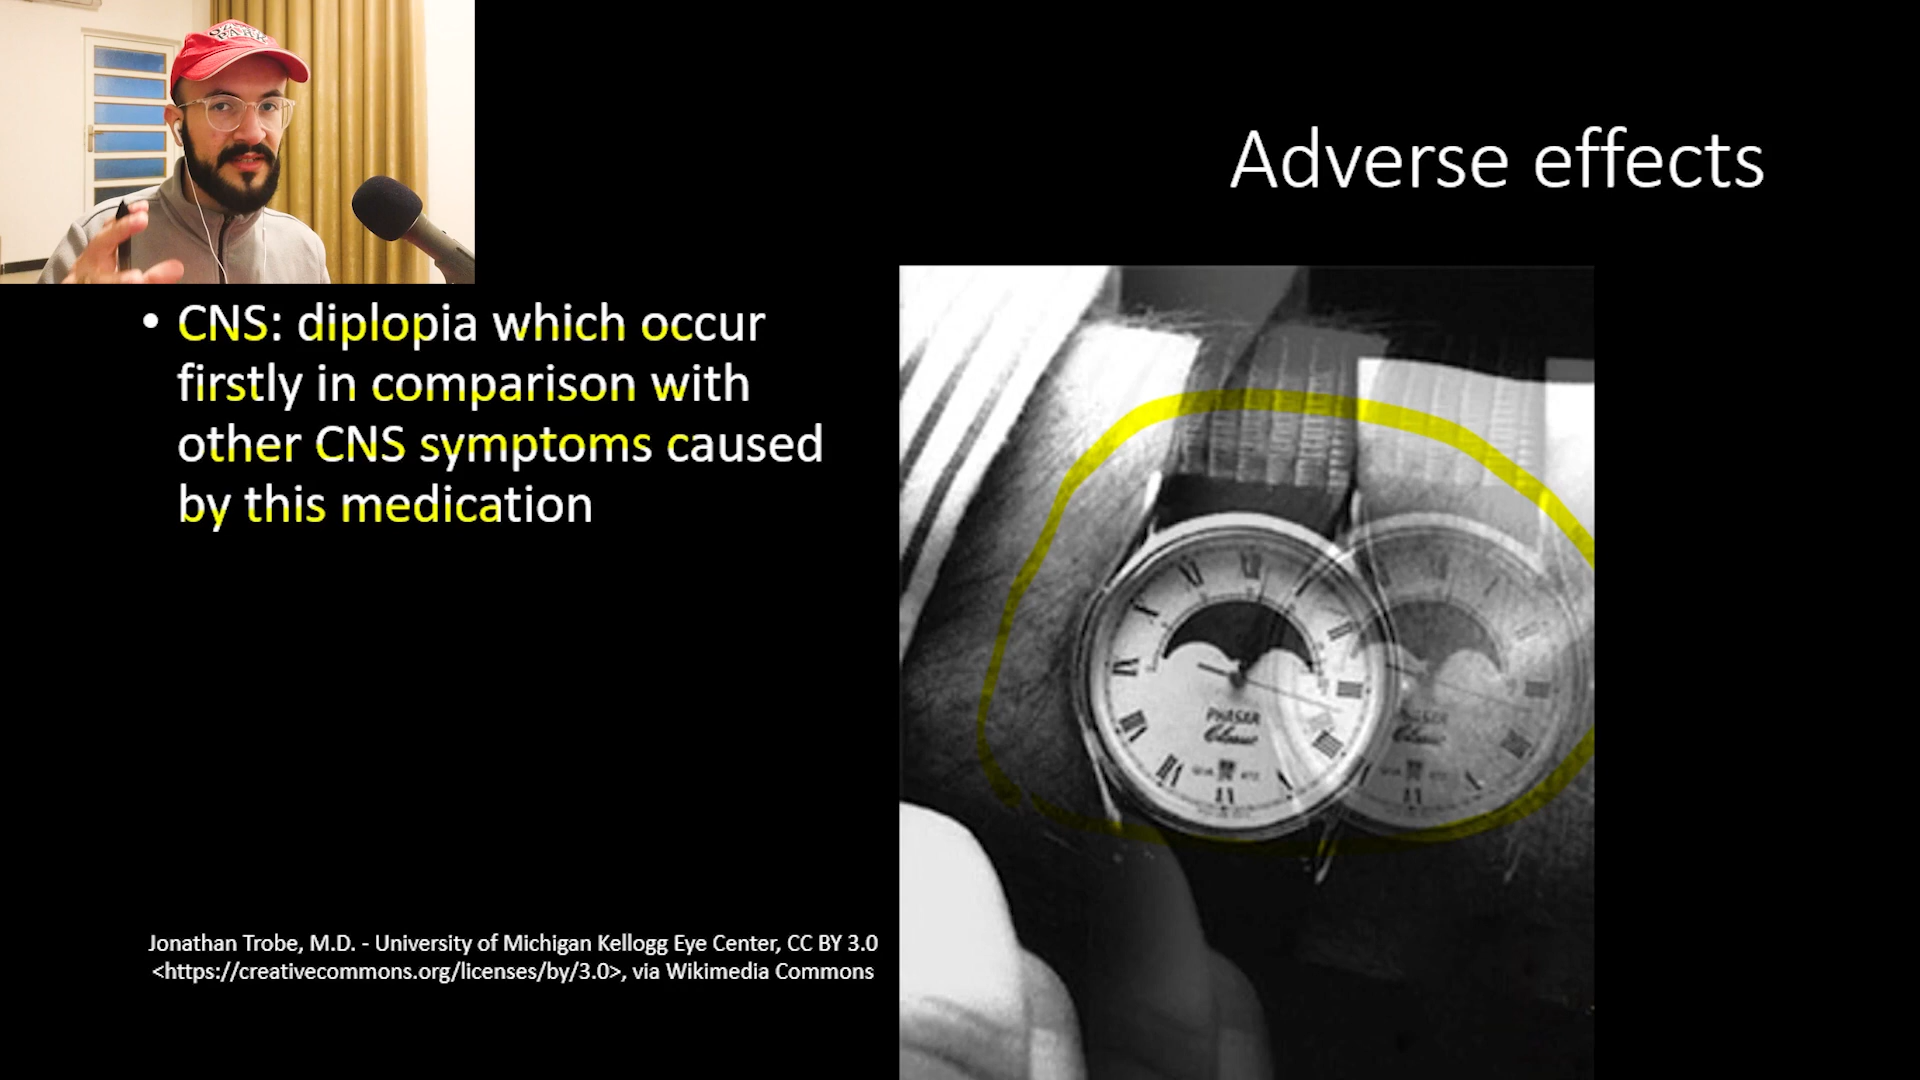 Adverse effects
• CNS: diplopia which occur
firstly in comparison with
other CNS symptoms caused
by this medication
PHASAR
Classic
Jonathan Trobe, M.D. - University of Michigan Kellogg Eye Center, CC BY 3.0
<https://creativecommons.org/licenses/by/3.0>, via Wikimedia Commons